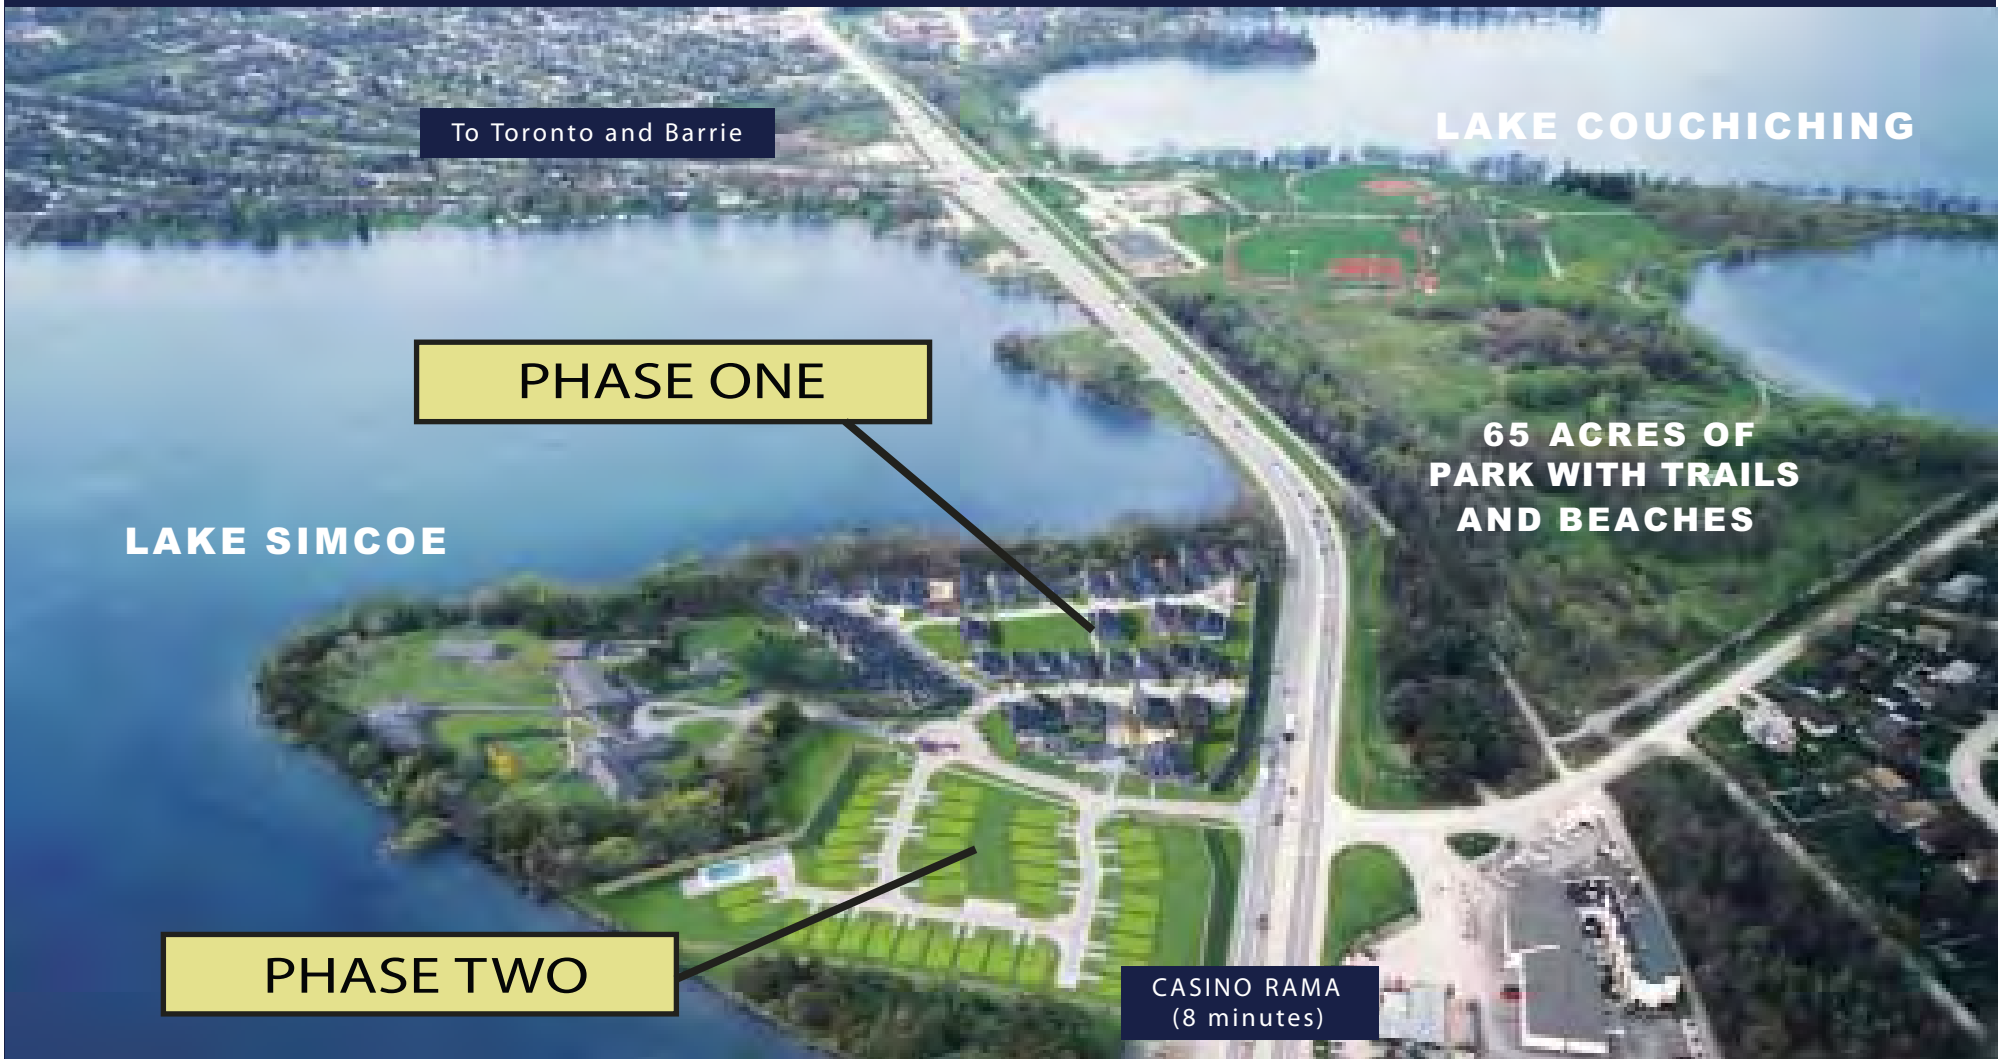 To Toronto and Barrie
LAKE COUCHICHING
PHASE ONE
65 ACRES OF
PARK WITH TRAILS
AND BEACHES
LAKE SIMCOE
PHASE TWO
CASINO RAMA
(8 minutes)